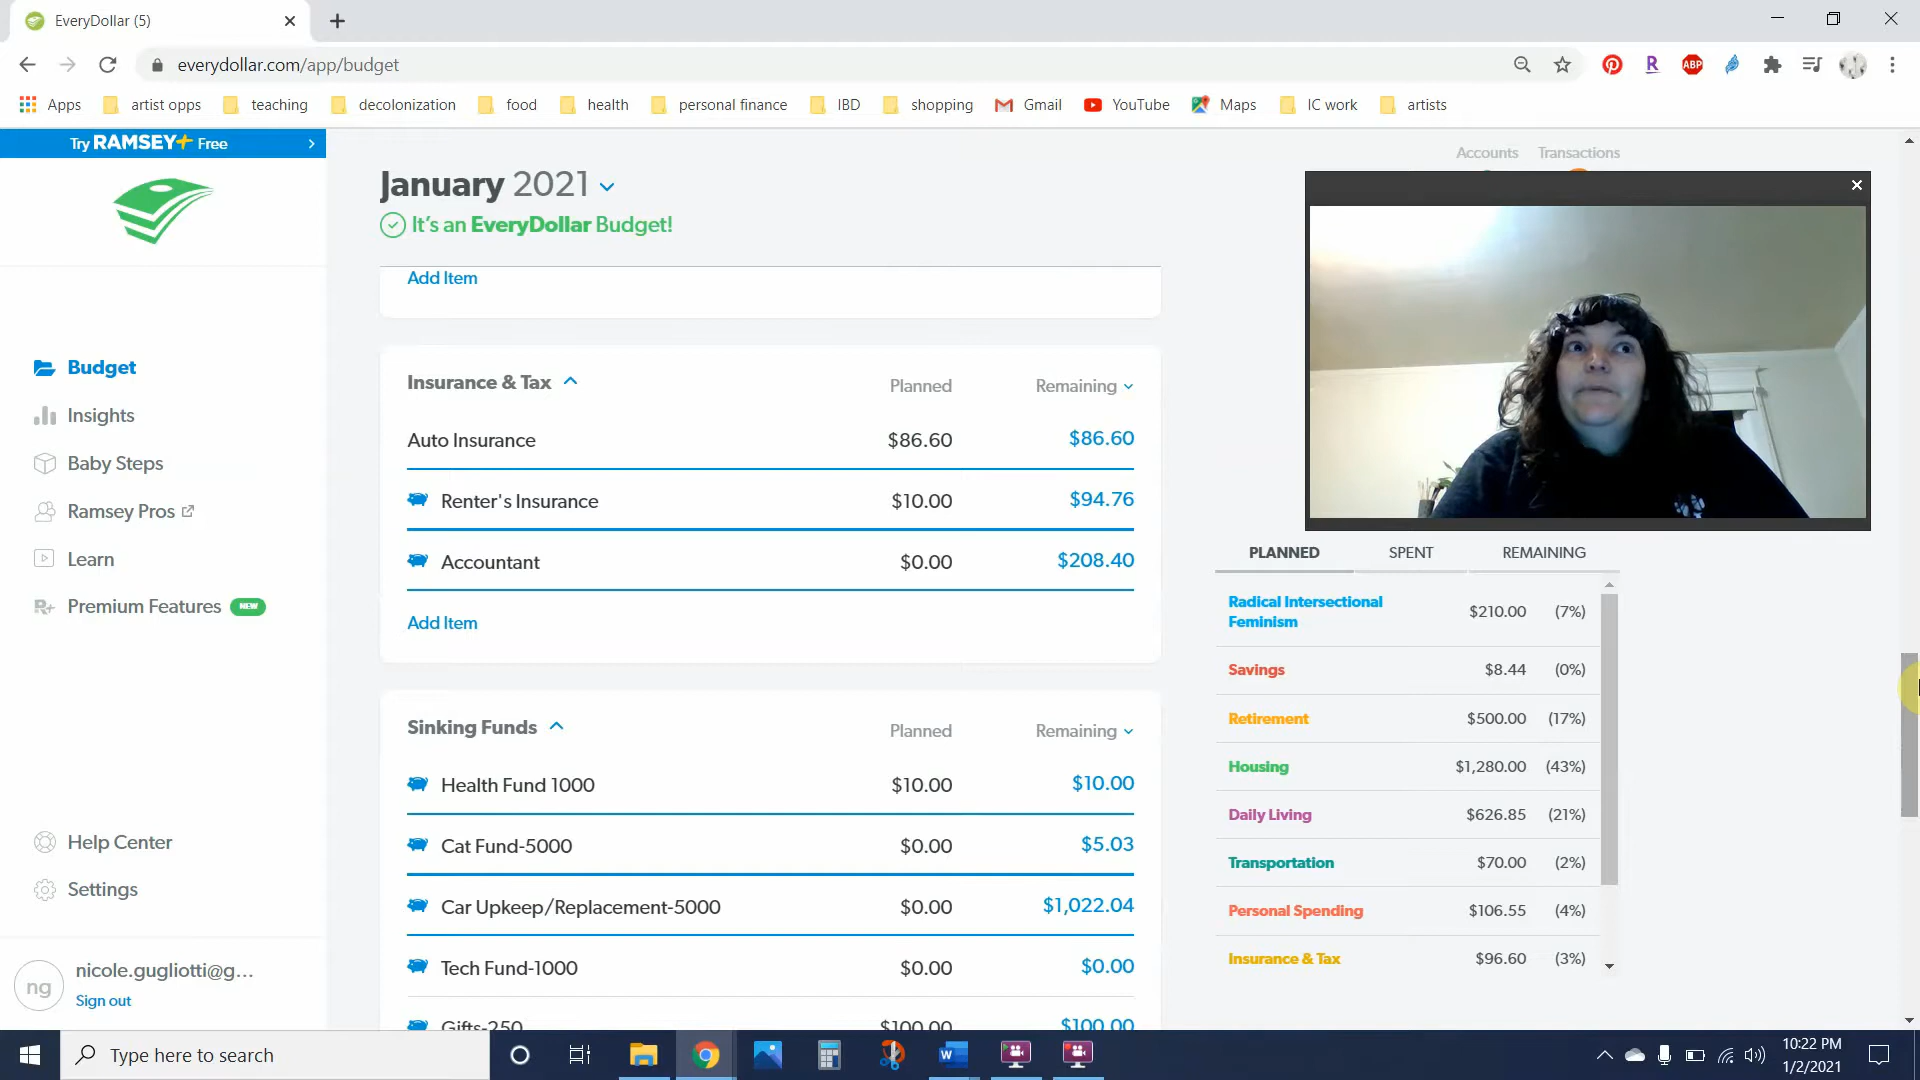 EveryDollar (5)
everydollar.com/app/budget
ABP
Apps
artist opps
teaching
decolonization
food
health
personal finance
IBD
shopping
Gmail
YouTube
Maps
IC work
artists
Try RAMSEY+ Free
Budget
Insights
Baby Steps
Ramsey Pros
Learn
Premium Features NEW
Help Center
Settings
ng
nicole.gugliotti@g...
Sign out
January 2021
It's an EveryDollar Budget!
Accounts Transactions
Add Item
Insurance & Tax Planned Remaining
Auto Insurance $86.60 $86.60
Renter's Insurance $10.00 $94.76
Accountant $0.00 $208.40
Add Item
Sinking Funds Planned Remaining
Health Fund 1000 $10.00 $10.00
Cat Fund-5000 $0.00 $5.03
Car Upkeep/Replacement-5000 $0.00 $1,022.04
Tech Fund-1000 $0.00 $0.00
Gifts-250 $100.00 $100.00
PLANNED SPENT REMAINING
Radical Intersectional
Feminism $210.00 (7%)
Savings $8.44 (0%)
Retirement $500.00 (17%)
Housing $1,280.00 (43%)
Daily Living $626.85 (21%)
Transportation $70.00 (2%)
Personal Spending $106.55 (4%)
Insurance & Tax $96.60 (3%)
Type here to search
10:22 PM
1/2/2021